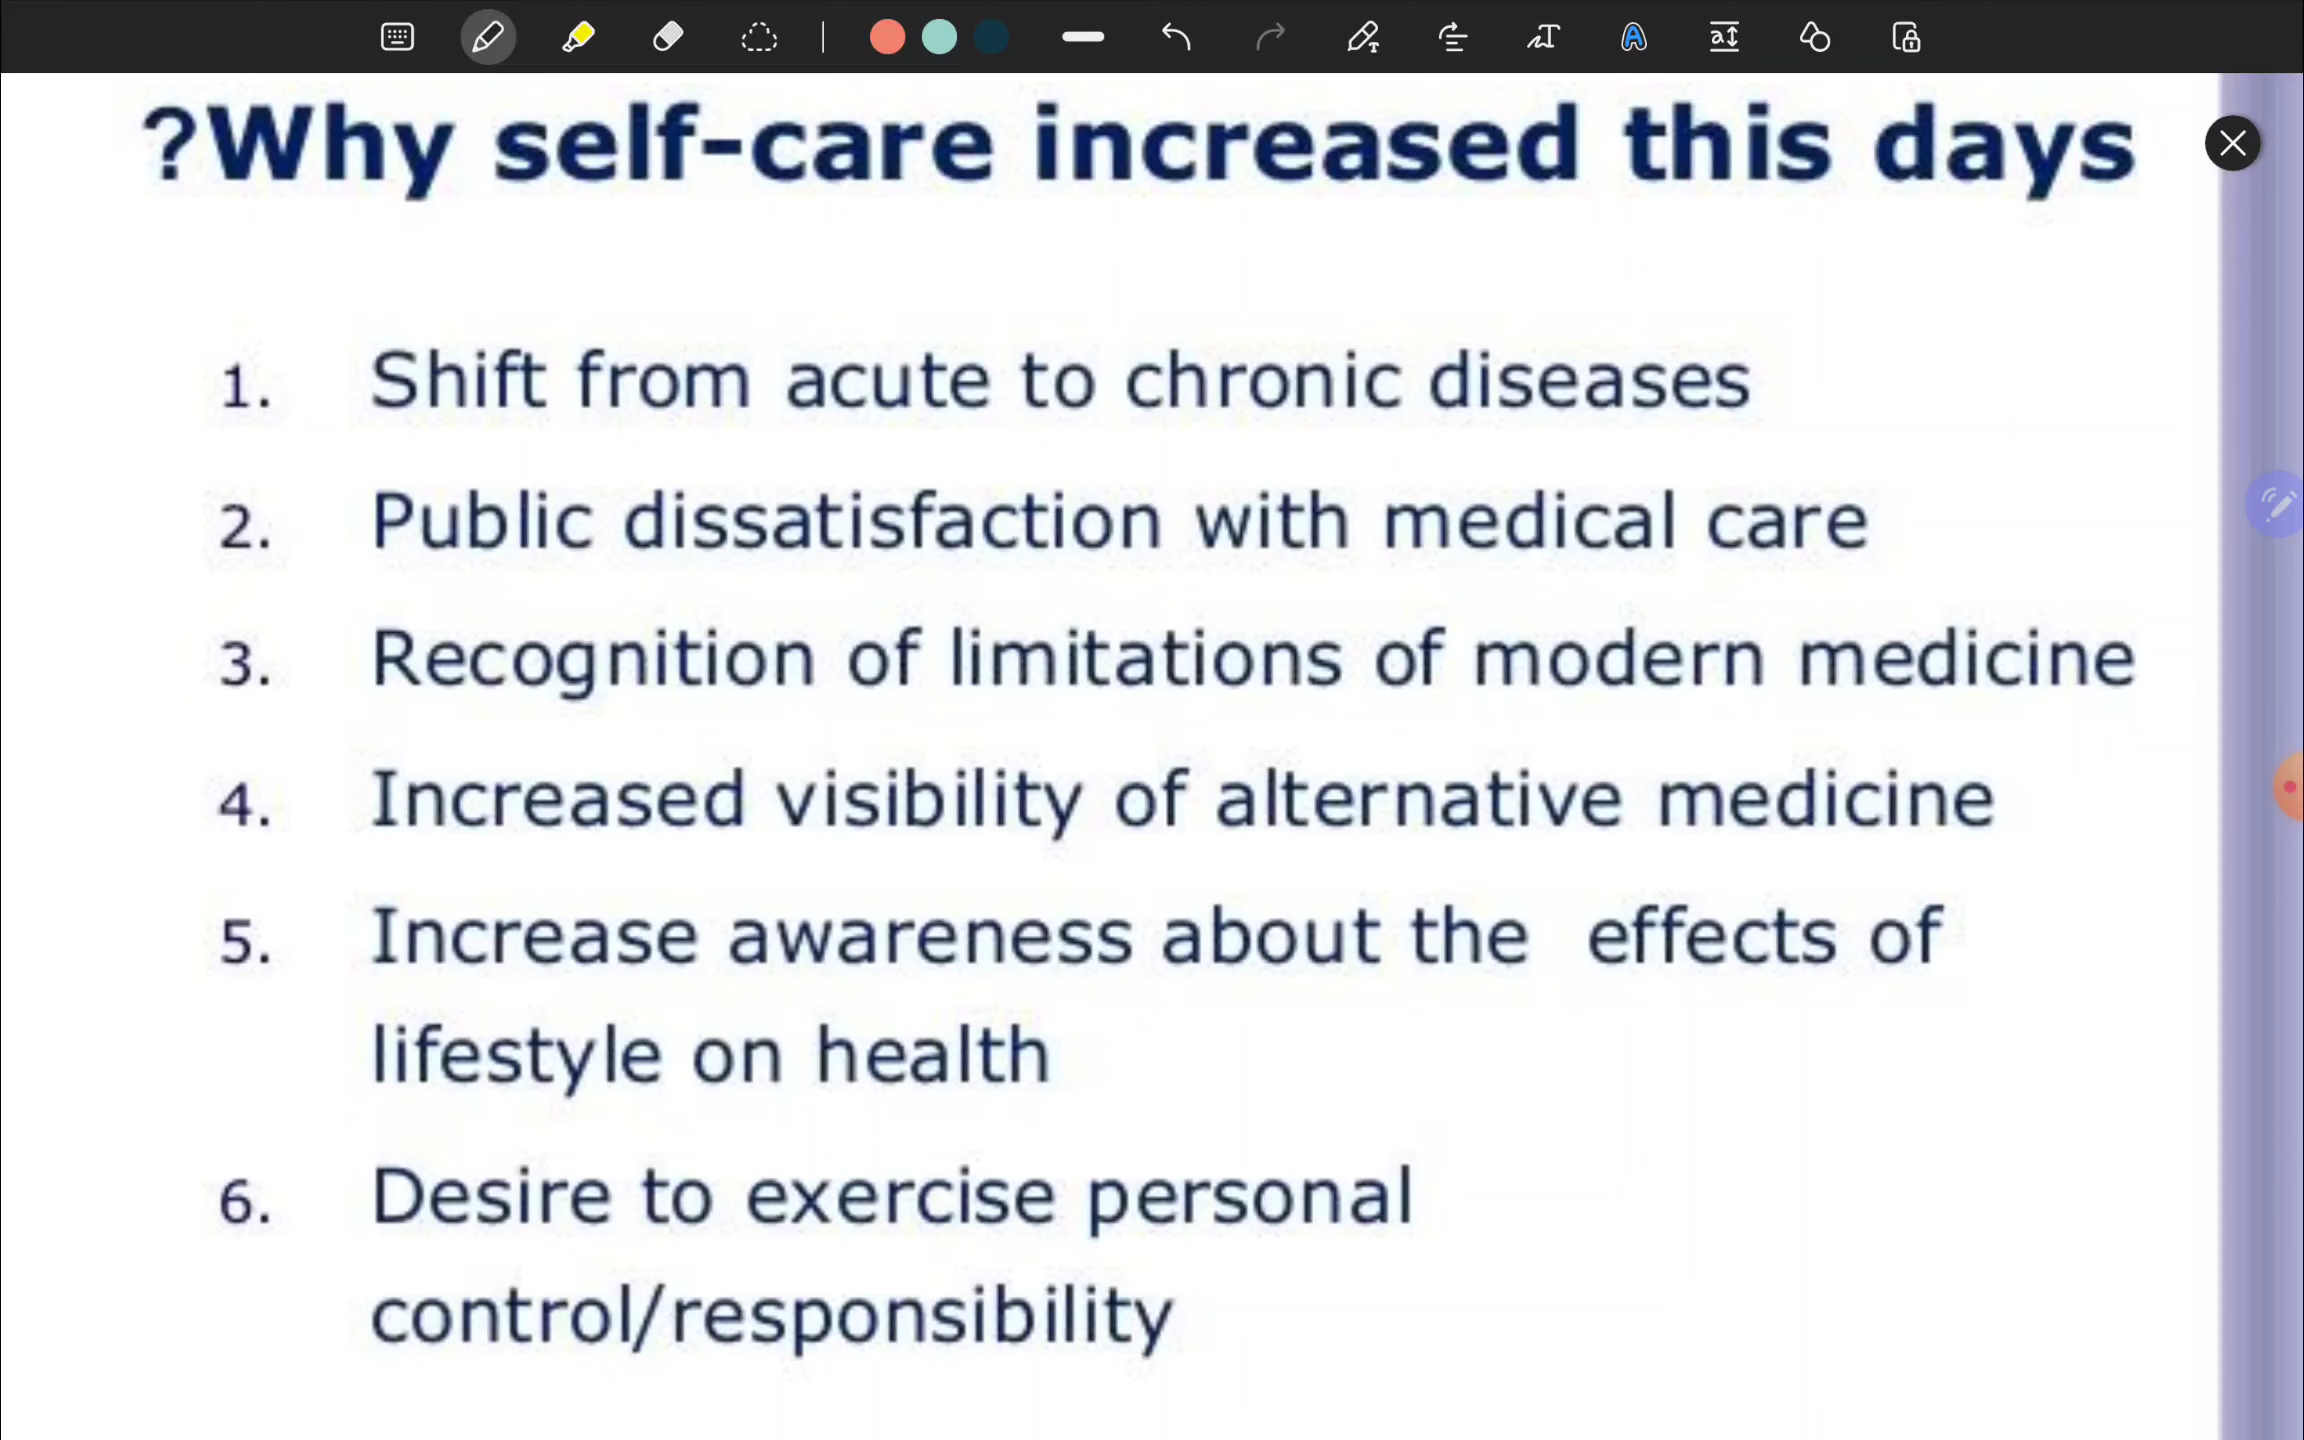 ?Why self-care increased this days
1. Shift from acute to chronic diseases
2. Public dissatisfaction with medical care
3. Recognition of limitations of modern medicine
4. Increased visibility of alternative medicine
5. Increase awareness about the  effects of
lifestyle on health
6. Desire to exercise personal
control/responsibility